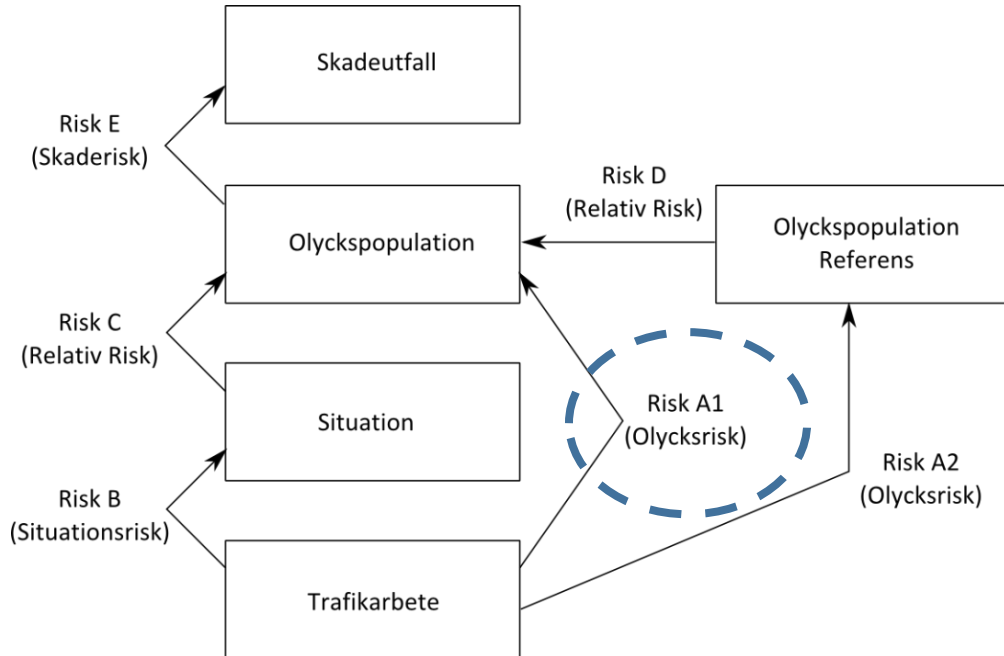 Skadeutfall
Risk E
(Skaderisk)
Risk D
(Relativ Risk)
Olyckspopulation
Olyckspopulation
Referens
Risk C
(Relativ Risk)
Situation
Risk A1
(Olycksrisk)
Risk A2
(Olycksrisk)
Risk B
(Situationsrisk)
Trafikarbete